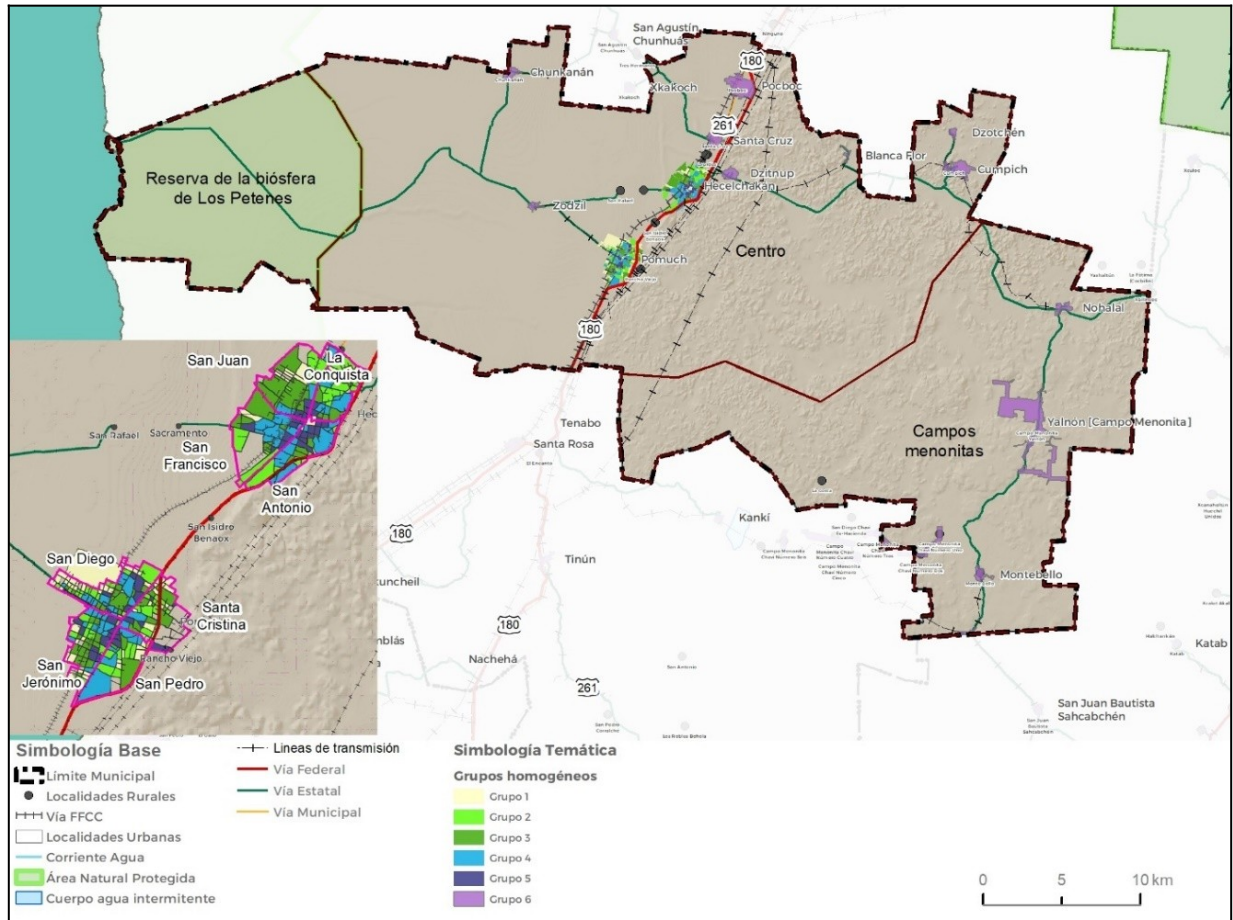 San Agustín
Chunhuas
180
Chunkanán
Xkakoch
Pocboc
261
Santa Cruz
Dzotchén
Blanca Flor
Cumpich
Dzitnup
Hecelchakán
Reserva de la biósfera
de Los Petenes
Zodzil
Centro
Pomuch
180
Nohalal
Yalnon [Campo Menonita]
Campos
menonitas
Tenabo
Santa Rosa
Kankí
180
Tinún
Montebello
180
Nachehá
261
Katab
San Juan Bautista
Sahcabchén
San Juan
La
Conquista
San Rafael
Sacramento
San
Francisco
San
Antonio
San Isidro
Benaox
San Diego
Santa
Cristina
Rancho Viejo
San
Jerónimo
San Pedro
Simbología Base
Límite Municipal
Localidades Rurales
Vía FFCC
Localidades Urbanas
Corriente Agua
Área Natural Protegida
Cuerpo agua intermitente
Lineas de transmisión
Vía Federal
Vía Estatal
Vía Municipal
Simbología Temática
Grupos homogéneos
Grupo 1
Grupo 2
Grupo 3
Grupo 4
Grupo 5
Grupo 6
0 5 10 km